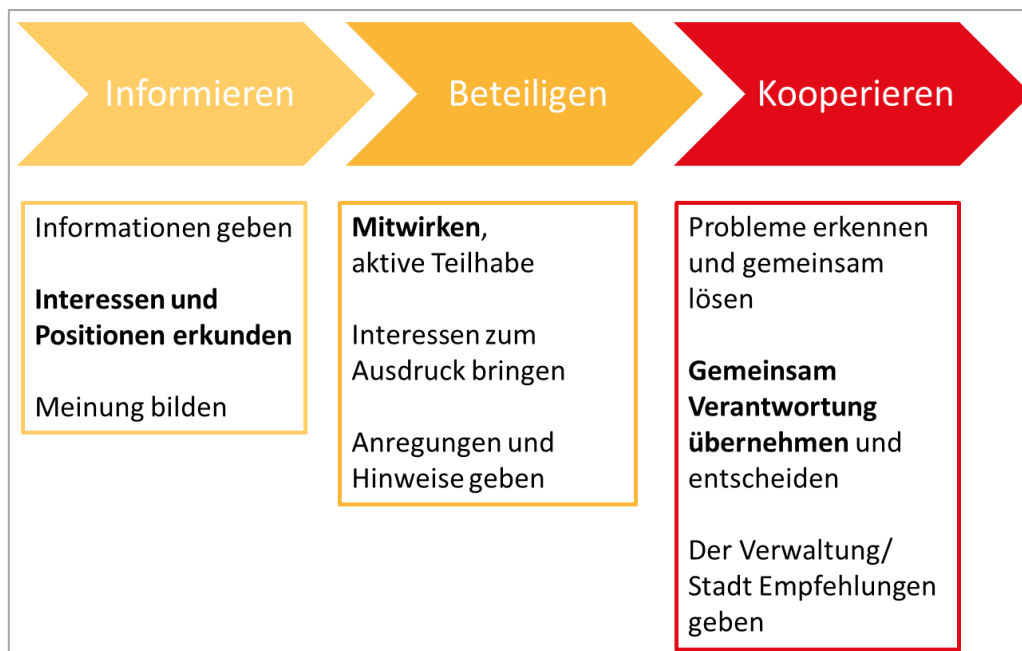 Informieren
Beteiligen
Kooperieren
Informationen geben
Interessen und
Positionen erkunden
Meinung bilden
Mitwirken,
aktive Teilhabe
Interessen zum
Ausdruck bringen
Anregungen und
Hinweise geben
Probleme erkennen
und gemeinsam
lösen
Gemeinsam
Verantwortung
übernehmen und
entscheiden
Der Verwaltung/
Stadt Empfehlungen
geben